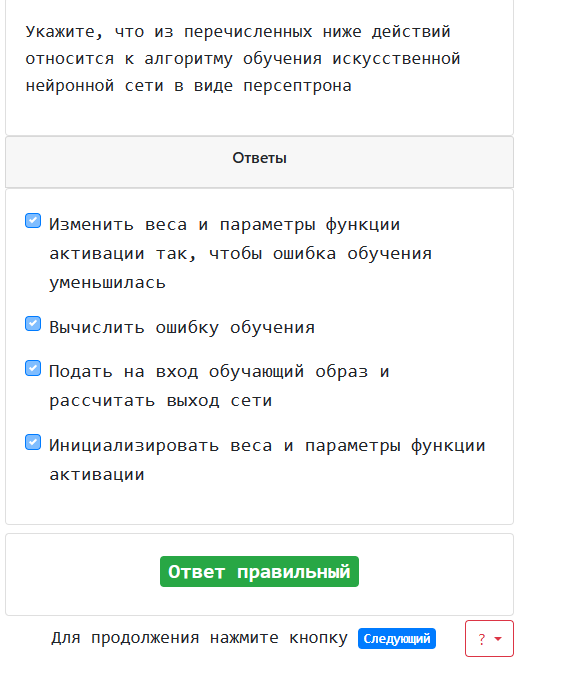 Укажите, что из перечисленных ниже действий
относится к алгоритму обучения искусственной
нейронной сети в виде персептрона
Ответы
Изменить веса и параметры функции
активации так, чтобы ошибка обучения
уменьшилась
Вычислить ошибку обучения
Подать на вход обучающий образ и
рассчитать выход сети
Инициализировать веса и параметры функции
активации
Ответ правильный
Для продолжения нажмите кнопку Следующий
?